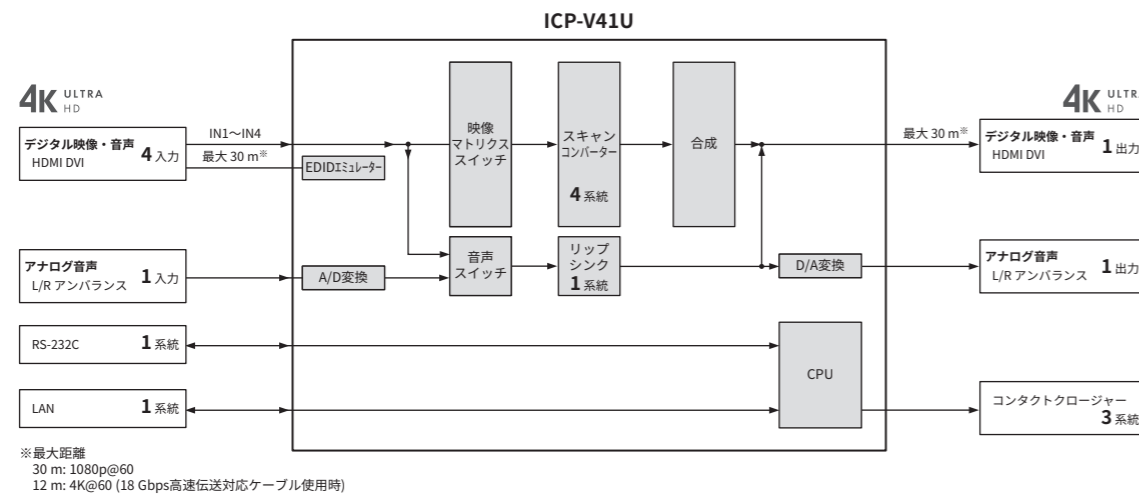 ICP-V41U
4K ULTRA HD
デジタル映像・音声
HDMI DVI
4 入力
IN1～IN4
最大 30 m※
EDIDエミュレーター
映像
マトリクス
スイッチ
スキャン
コンバーター
4 系統
合成
最大 30 m※
4K ULTRA HD
デジタル映像・音声
HDMI DVI
1 出力
アナログ音声
L/R アンバランス
1 入力
A/D変換
音声
スイッチ
リップ
シンク
1 系統
D/A変換
アナログ音声
L/R アンバランス
1 出力
RS-232C
1 系統
LAN
1 系統
CPU
コンタクトクロージャー
3 系統
※最大距離
30 m: 1080p@60
12 m: 4K@60 (18 Gbps高速伝送対応ケーブル使用時)